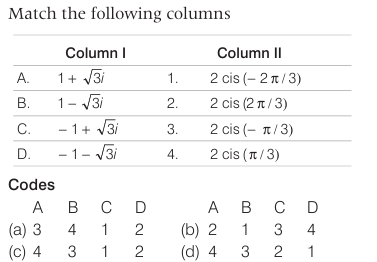 Match the following columns
Column I Column II
A. 1 + √3i 1. 2 cis (− 2 π / 3)
B. 1 − √3i 2. 2 cis (2 π / 3)
C. − 1 + √3i 3. 2 cis (− π / 3)
D. − 1 − √3i 4. 2 cis (π / 3)
Codes
A B C D A B C D
(a) 3 4 1 2 (b) 2 1 3 4
(c) 4 3 1 2 (d) 4 3 2 1